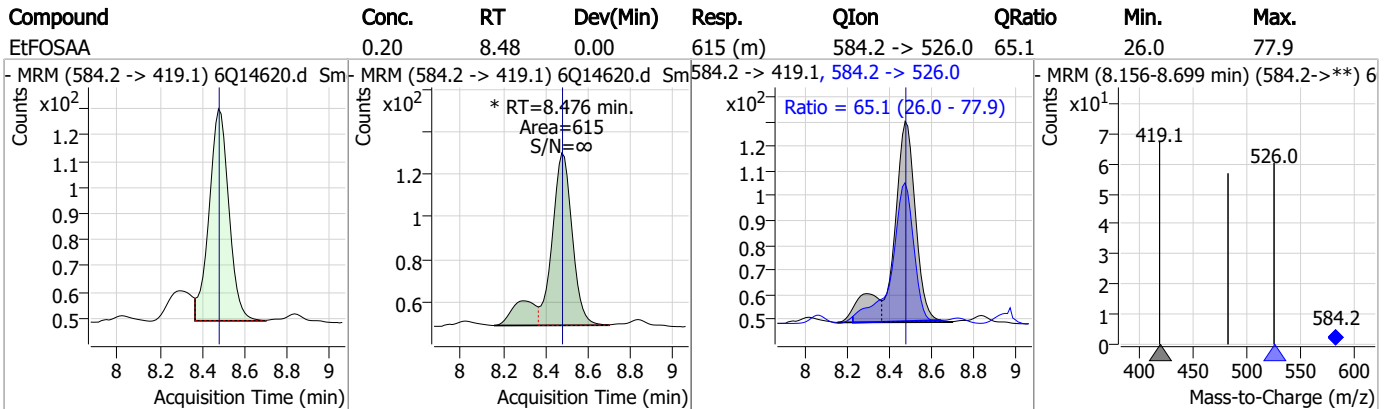 Compound Conc. RT Dev(Min) Resp. QIon QRatio Min. Max.
EtFOSAA 0.20 8.48 0.00 615 (m) 584.2 -> 526.0 65.1 26.0 77.9
- MRM (584.2 -> 419.1) 6Q14620.d Sm
Counts
x10²
1.2
1.1
1
0.9
0.8
0.7
0.6
0.5
8 8.2 8.4 8.6 8.8 9
Acquisition Time (min)
- MRM (584.2 -> 419.1) 6Q14620.d Sm
Counts
x10²
* RT=8.476 min.
Area=615
S/N=∞
1.2
1
0.8
0.6
8 8.2 8.4 8.6 8.8 9
Acquisition Time (min)
584.2 -> 419.1, 584.2 -> 526.0
Counts
x10²
Ratio = 65.1 (26.0 - 77.9)
1.2
1.1
1
0.9
0.8
0.7
0.6
0.5
8 8.2 8.4 8.6 8.8 9
Acquisition Time (min)
- MRM (8.156-8.699 min) (584.2->**) 6
Counts
x10¹
419.1
526.0
584.2
7
6
5
4
3
2
1
0
400 450 500 550 600
Mass-to-Charge (m/z)